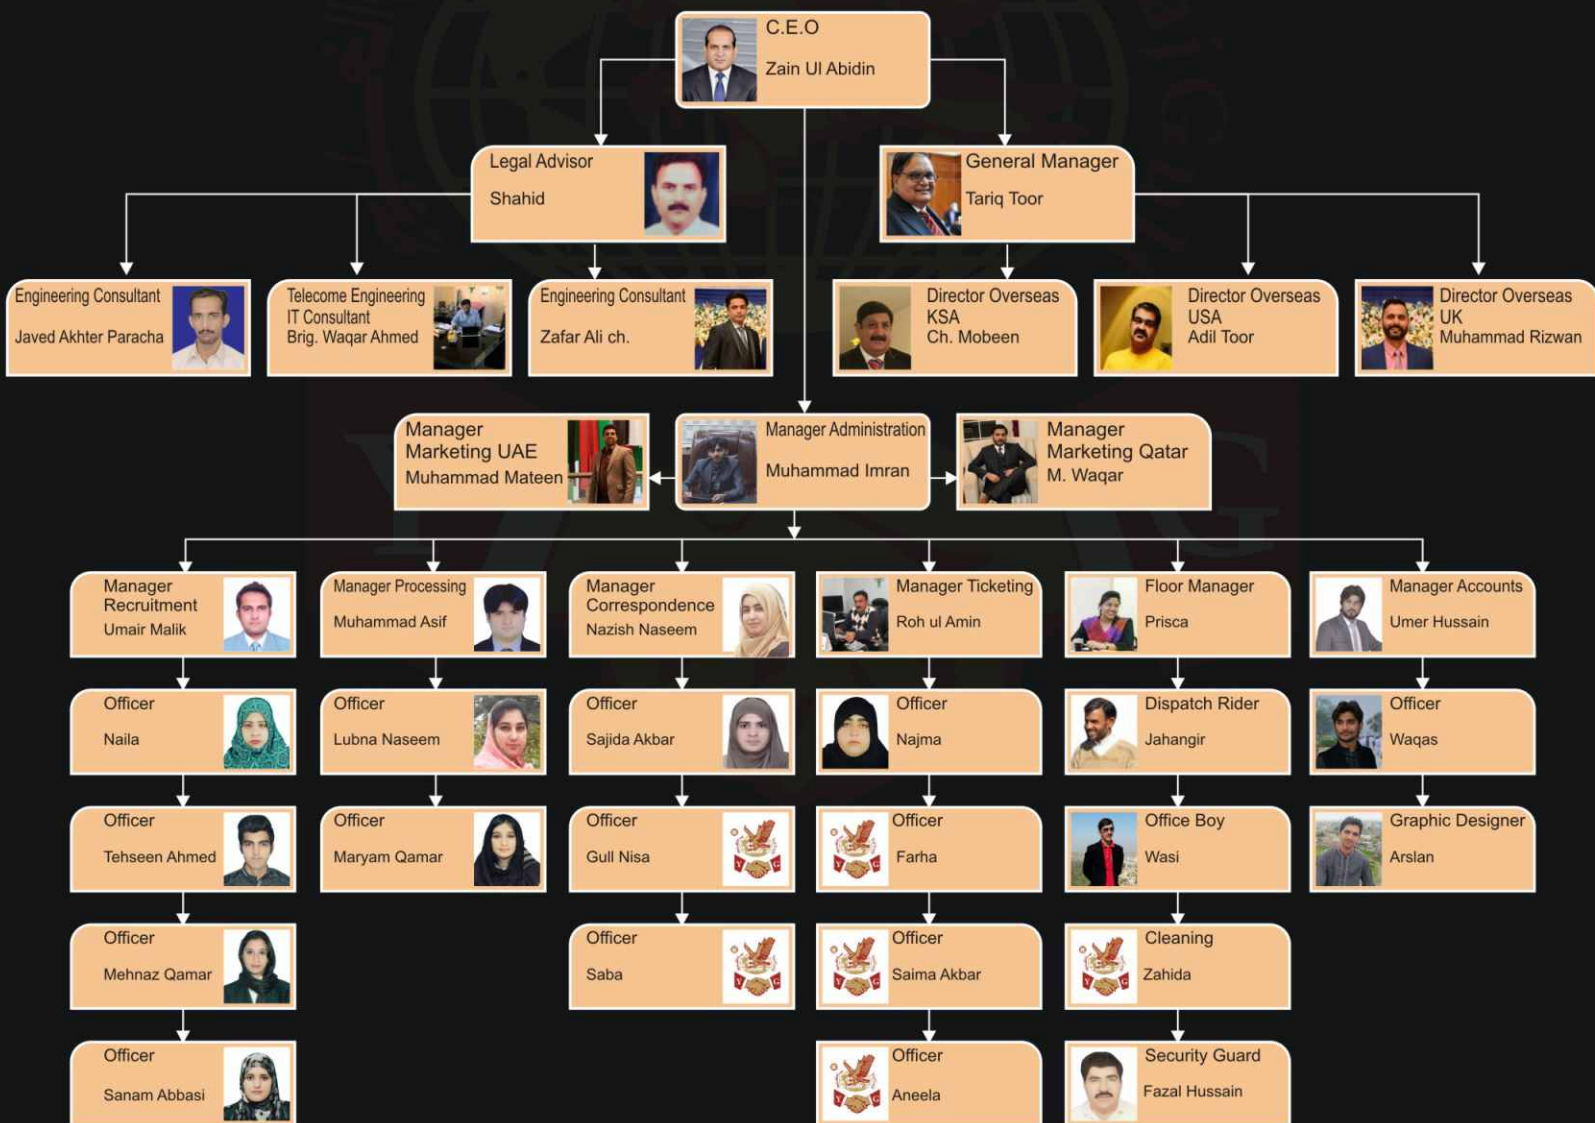 C.E.O
Zain Ul Abidin
Legal Advisor
Shahid
General Manager
Tariq Toor
Engineering Consultant
Javed Akhter Paracha
Telecome Engineering
IT Consultant
Brig. Waqar Ahmed
Engineering Consultant
Zafar Ali ch.
Director Overseas
KSA
Ch. Mobeen
Director Overseas
USA
Adil Toor
Director Overseas
UK
Muhammad Rizwan
Manager
Marketing UAE
Muhammad Mateen
Manager Administration
Muhammad Imran
Manager
Marketing Qatar
M. Waqar
Manager
Recruitment
Umair Malik
Manager Processing
Muhammad Asif
Manager
Correspondence
Nazish Naseem
Manager Ticketing
Roh ul Amin
Floor Manager
Prisca
Manager Accounts
Umer Hussain
Officer
Naila
Officer
Lubna Naseem
Officer
Sajida Akbar
Officer
Najma
Dispatch Rider
Jahangir
Officer
Waqas
Officer
Tehseen Ahmed
Officer
Maryam Qamar
Officer
Gull Nisa
Y G
Officer
Farha
Y G
Office Boy
Wasi
Graphic Designer
Arslan
Officer
Mehnaz Qamar
Officer
Saba
Y G
Officer
Saima Akbar
Y G
Cleaning
Zahida
Y G
Officer
Sanam Abbasi
Officer
Aneela
Y G
Security Guard
Fazal Hussain